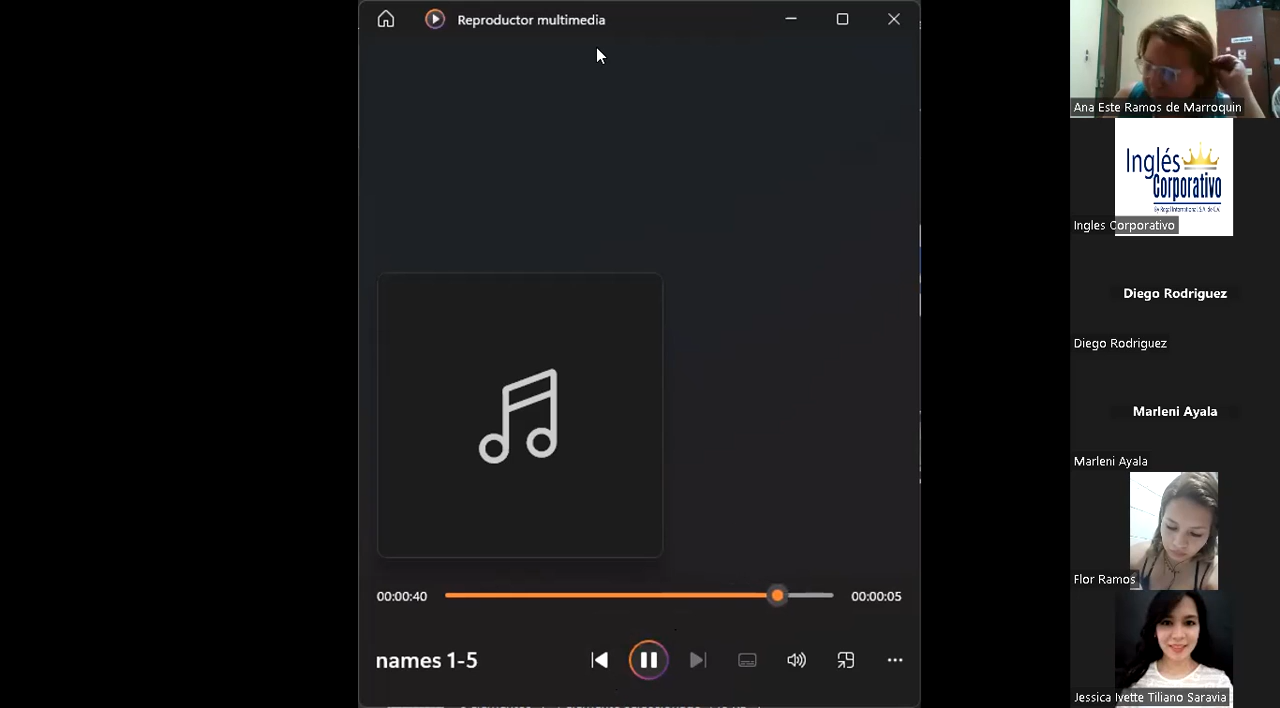 Reproductor multimedia
00:00:40
00:00:05
names 1-5
Ana Este Ramos de Marroquin
Inglés
Corporativo
Ingles Corporativo
Diego Rodriguez
Diego Rodriguez
Marleni Ayala
Marleni Ayala
Flor Ramos
Jessica Ivette Tiliano Saravia